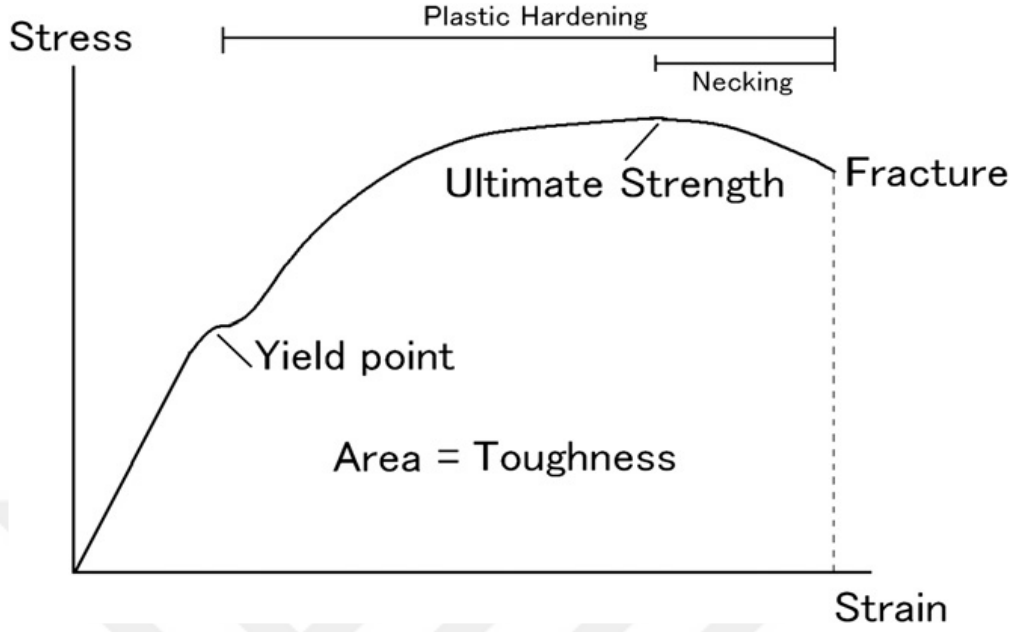 Plastic Hardening
Stress
Necking
Ultimate Strength
Fracture
Yield point
Area = Toughness
Strain